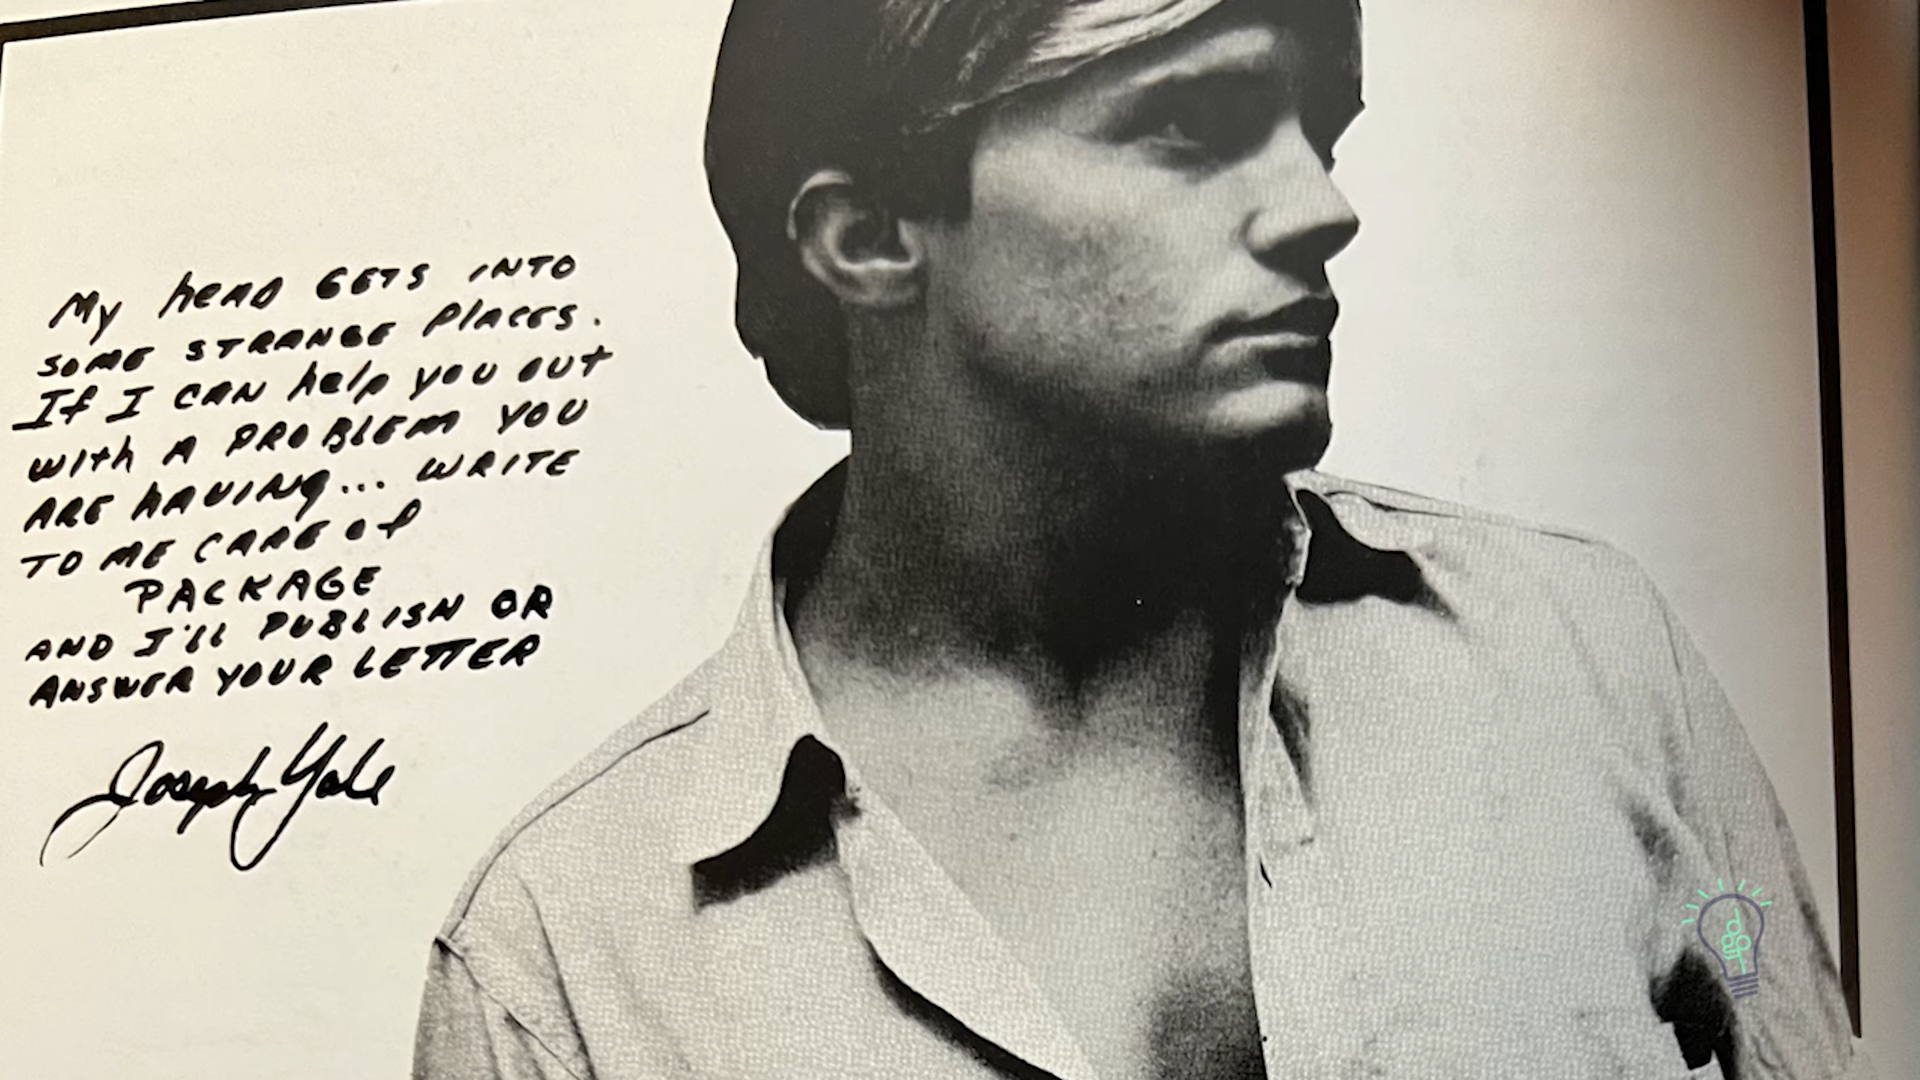 My head GETS INTO
SOME STRANGE PlACES.
If I CAN help you out
with A PROBLEM YOU
ARE hAVING... WRITE
TO ME CARE of
PACKAGE
AND I'll PUBLISH OR
ANSWER YOUR LETTER
Joseph Yale